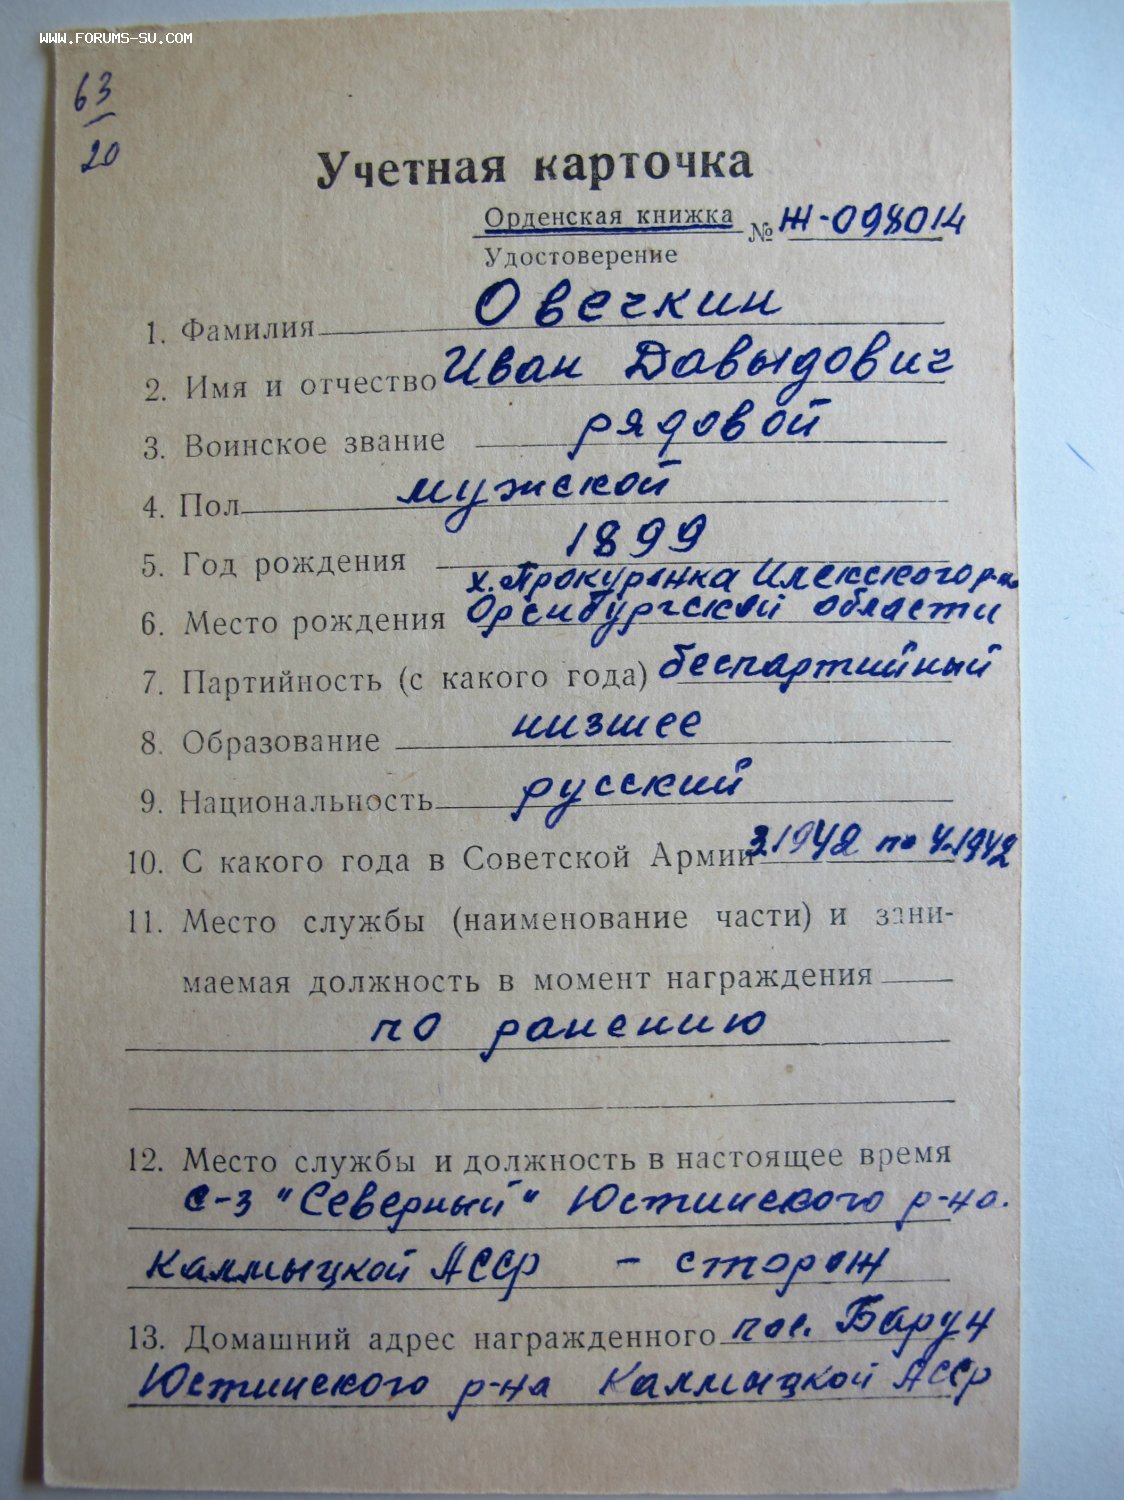 www.forums-su.com
63
20
Учетная карточка
Орденская книжка № Ж-098014
Удостоверение
1. Фамилия Овечкин
2. Имя и отчество Иван Давыдович
3. Воинское звание рядовой
4. Пол мужской
5. Год рождения 1899
х. Прокуронка Илекского р-на
6. Место рождения Оренбургской области
7. Партийность (с какого года) беспартийный
8. Образование низшее
9. Национальность русский
10. С какого года в Советской Армии 3.1942 по 4.1942
11. Место службы (наименование части) и зани-
маемая должность в момент награждения
по ранению
12. Место службы и должность в настоящее время
с-з "Северный" Юстинского р-на.
Калмыцкой АССР – сторож
13. Домашний адрес награжденного пос. Барун
Юстинского р-на Калмыцкой АССР